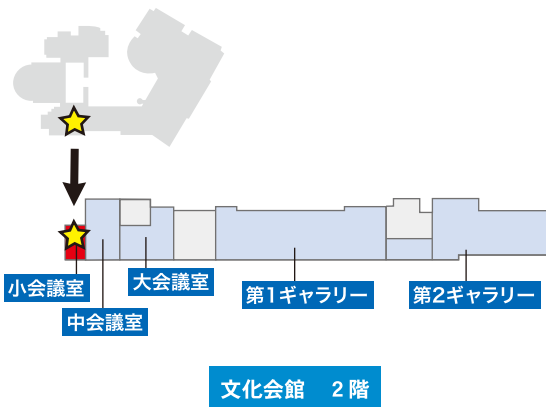 小会議室
中会議室
大会議室
第1ギャラリー
第2ギャラリー
文化会館　2階